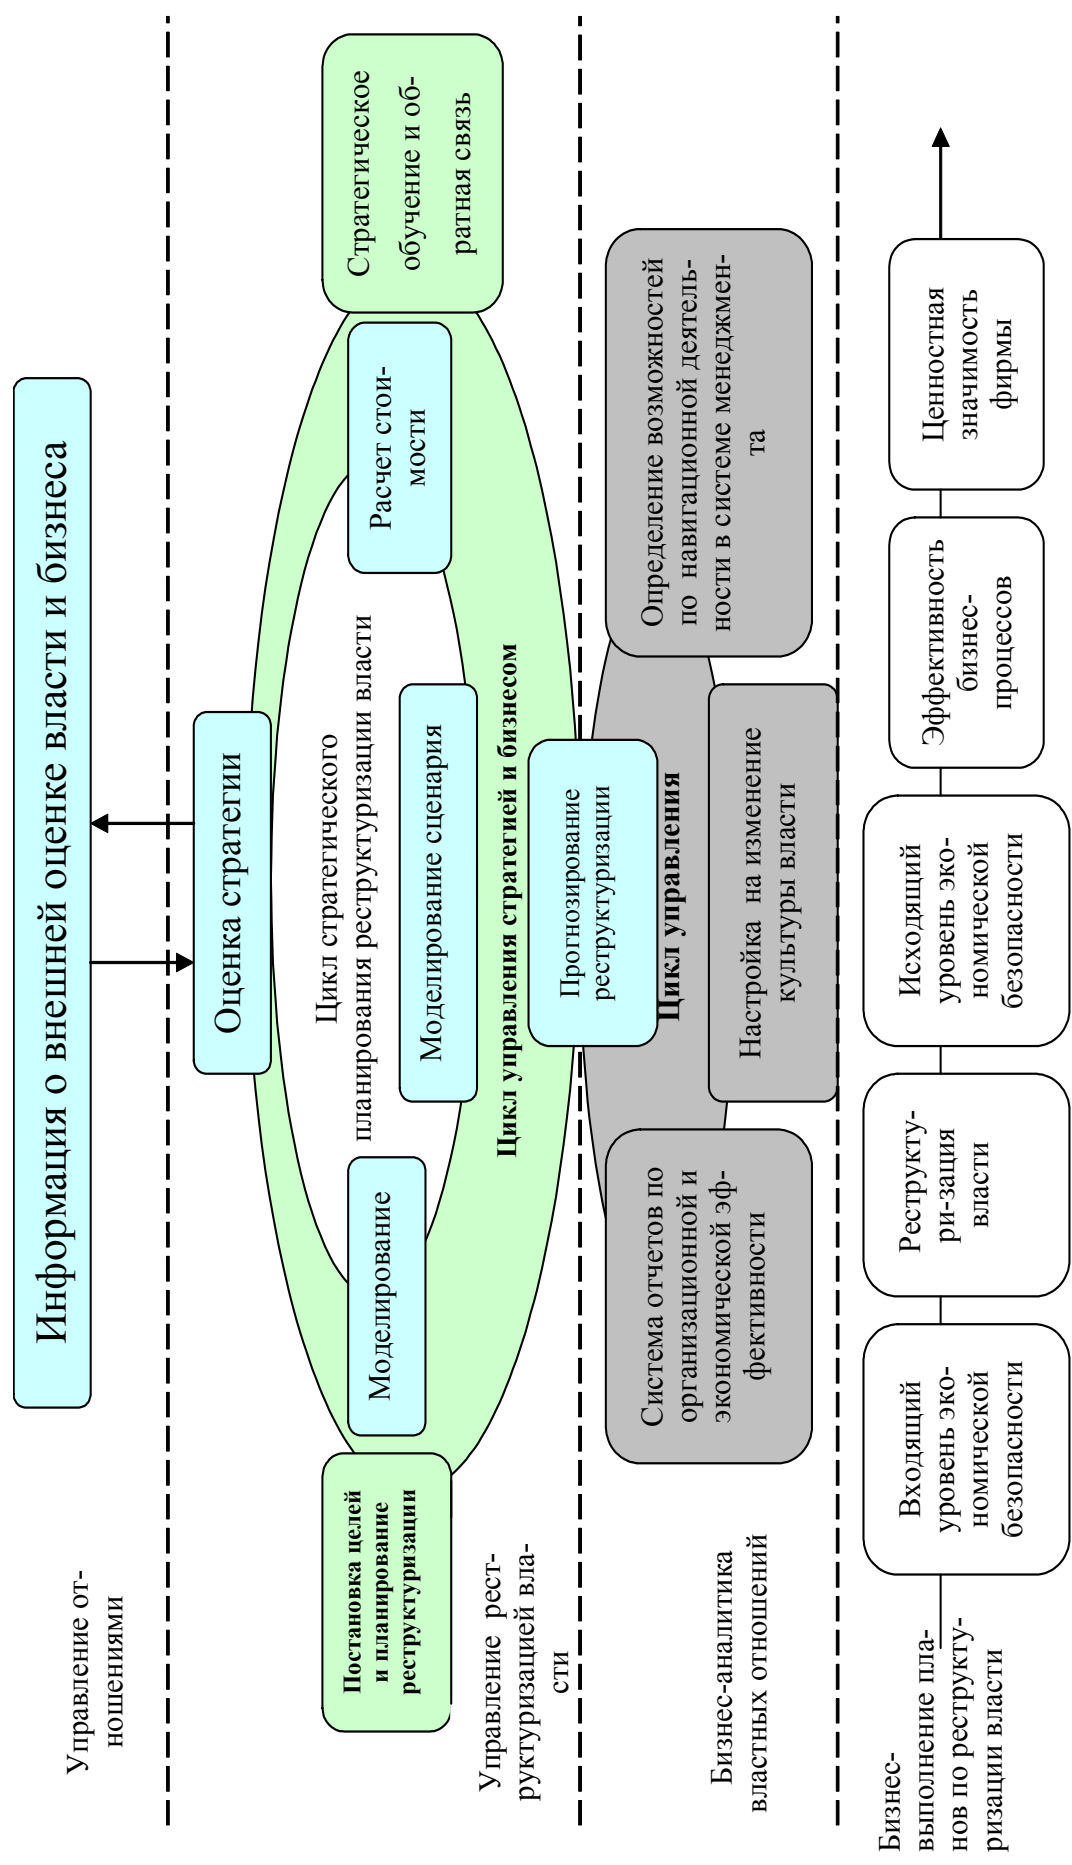 Информация о внешней оценке власти и бизнеса
Управление от-
ношениями
Оценка стратегии
Цикл стратегического
планирования реструктуризации власти
Стратегическое
обучение и об-
ратная связь
Расчет стои-
мости
Моделирование сценария
Моделирование
Постановка целей
и планирование
реструктуризации
Цикл управления стратегией и бизнесом
Управление рест-
руктуризацией вла-
сти
Прогнозирование
реструктуризации
Цикл управления
Система отчетов по
организационной и
экономической эф-
фективности
Настройка на изменение
культуры власти
Определение возможностей
по навигационной деятель-
ности в системе менеджмен-
та
Бизнес-аналитика
властных отношений
Бизнес-
выполнение пла-
нов по реструкту-
ризации власти
Входящий
уровень эко-
номической
безопасности
Реструкту-
ри-зация
власти
Исходящий
уровень эко-
номической
безопасности
Эффективность
бизнес-
процессов
Ценностная
значимость
фирмы